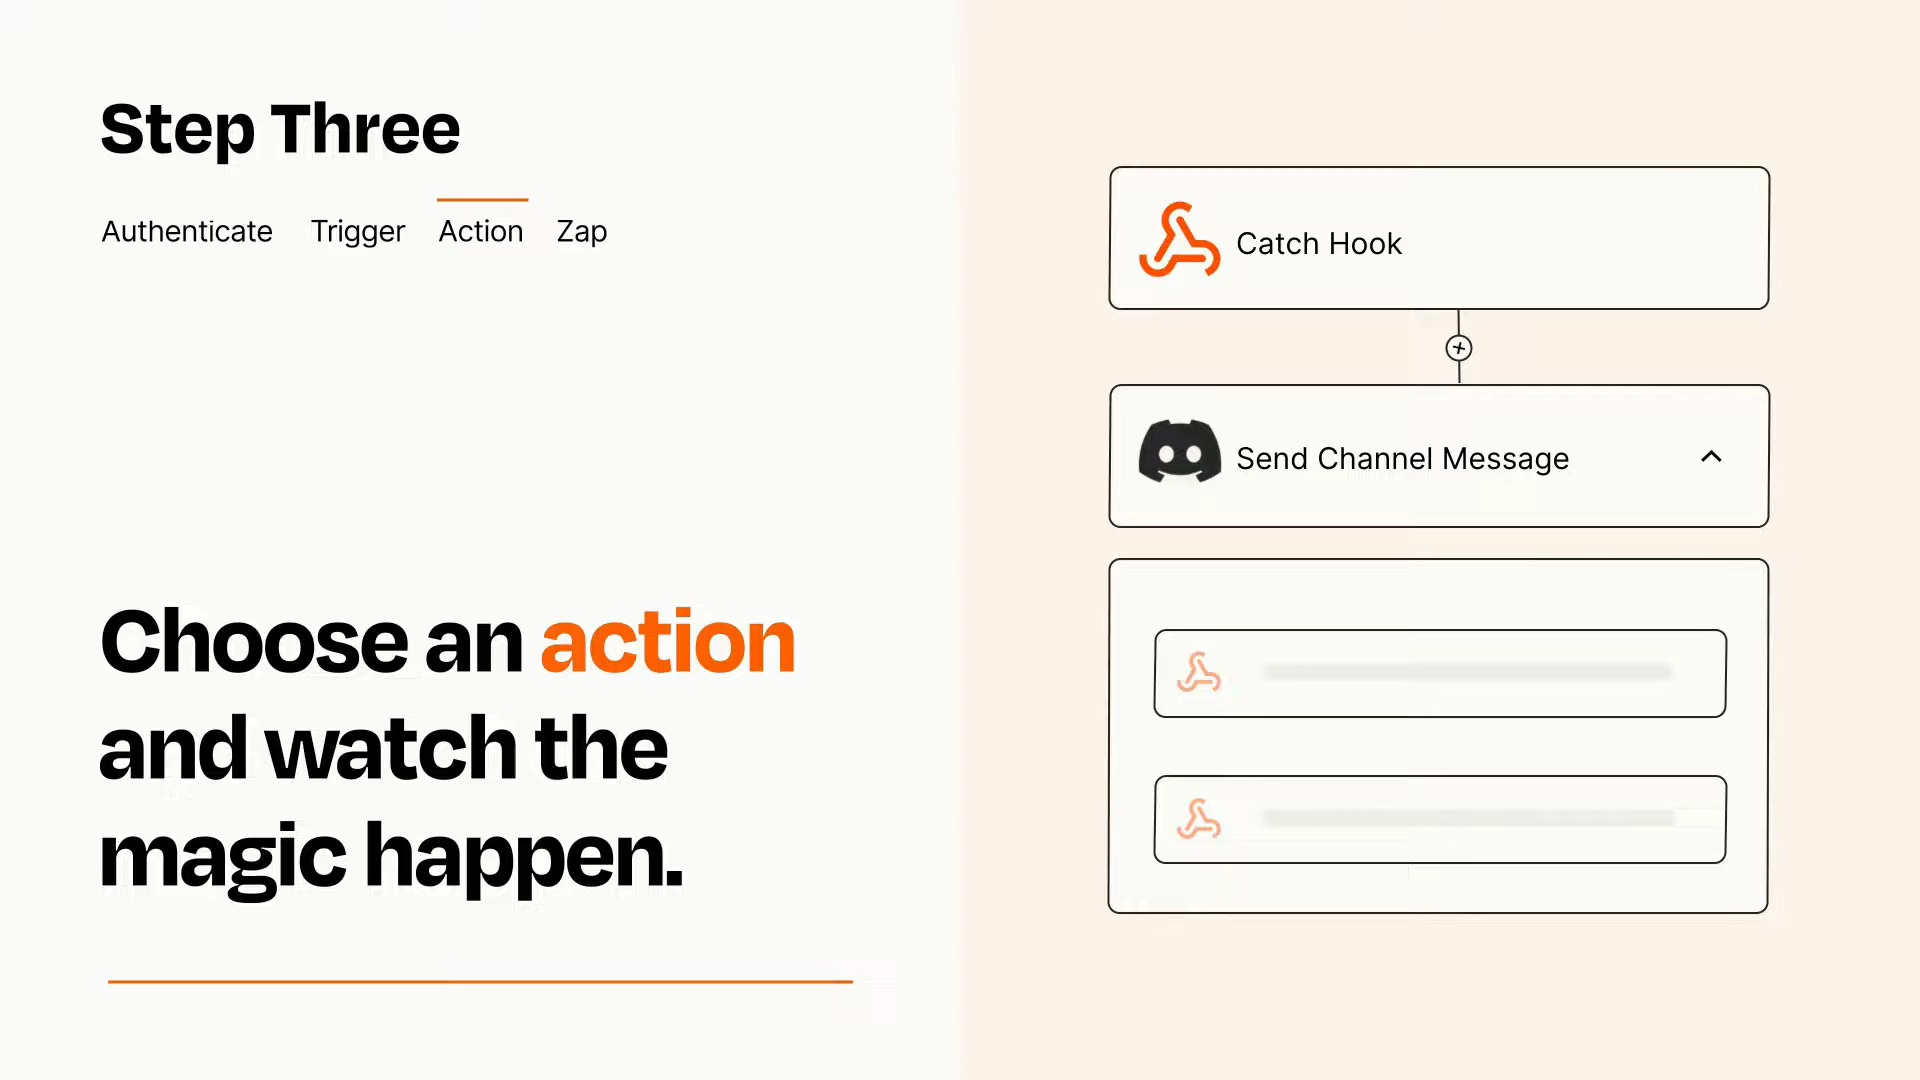 Step Three
Authenticate Trigger Action Zap
Choose an action
and watch the
magic happen.
Catch Hook
Send Channel Message